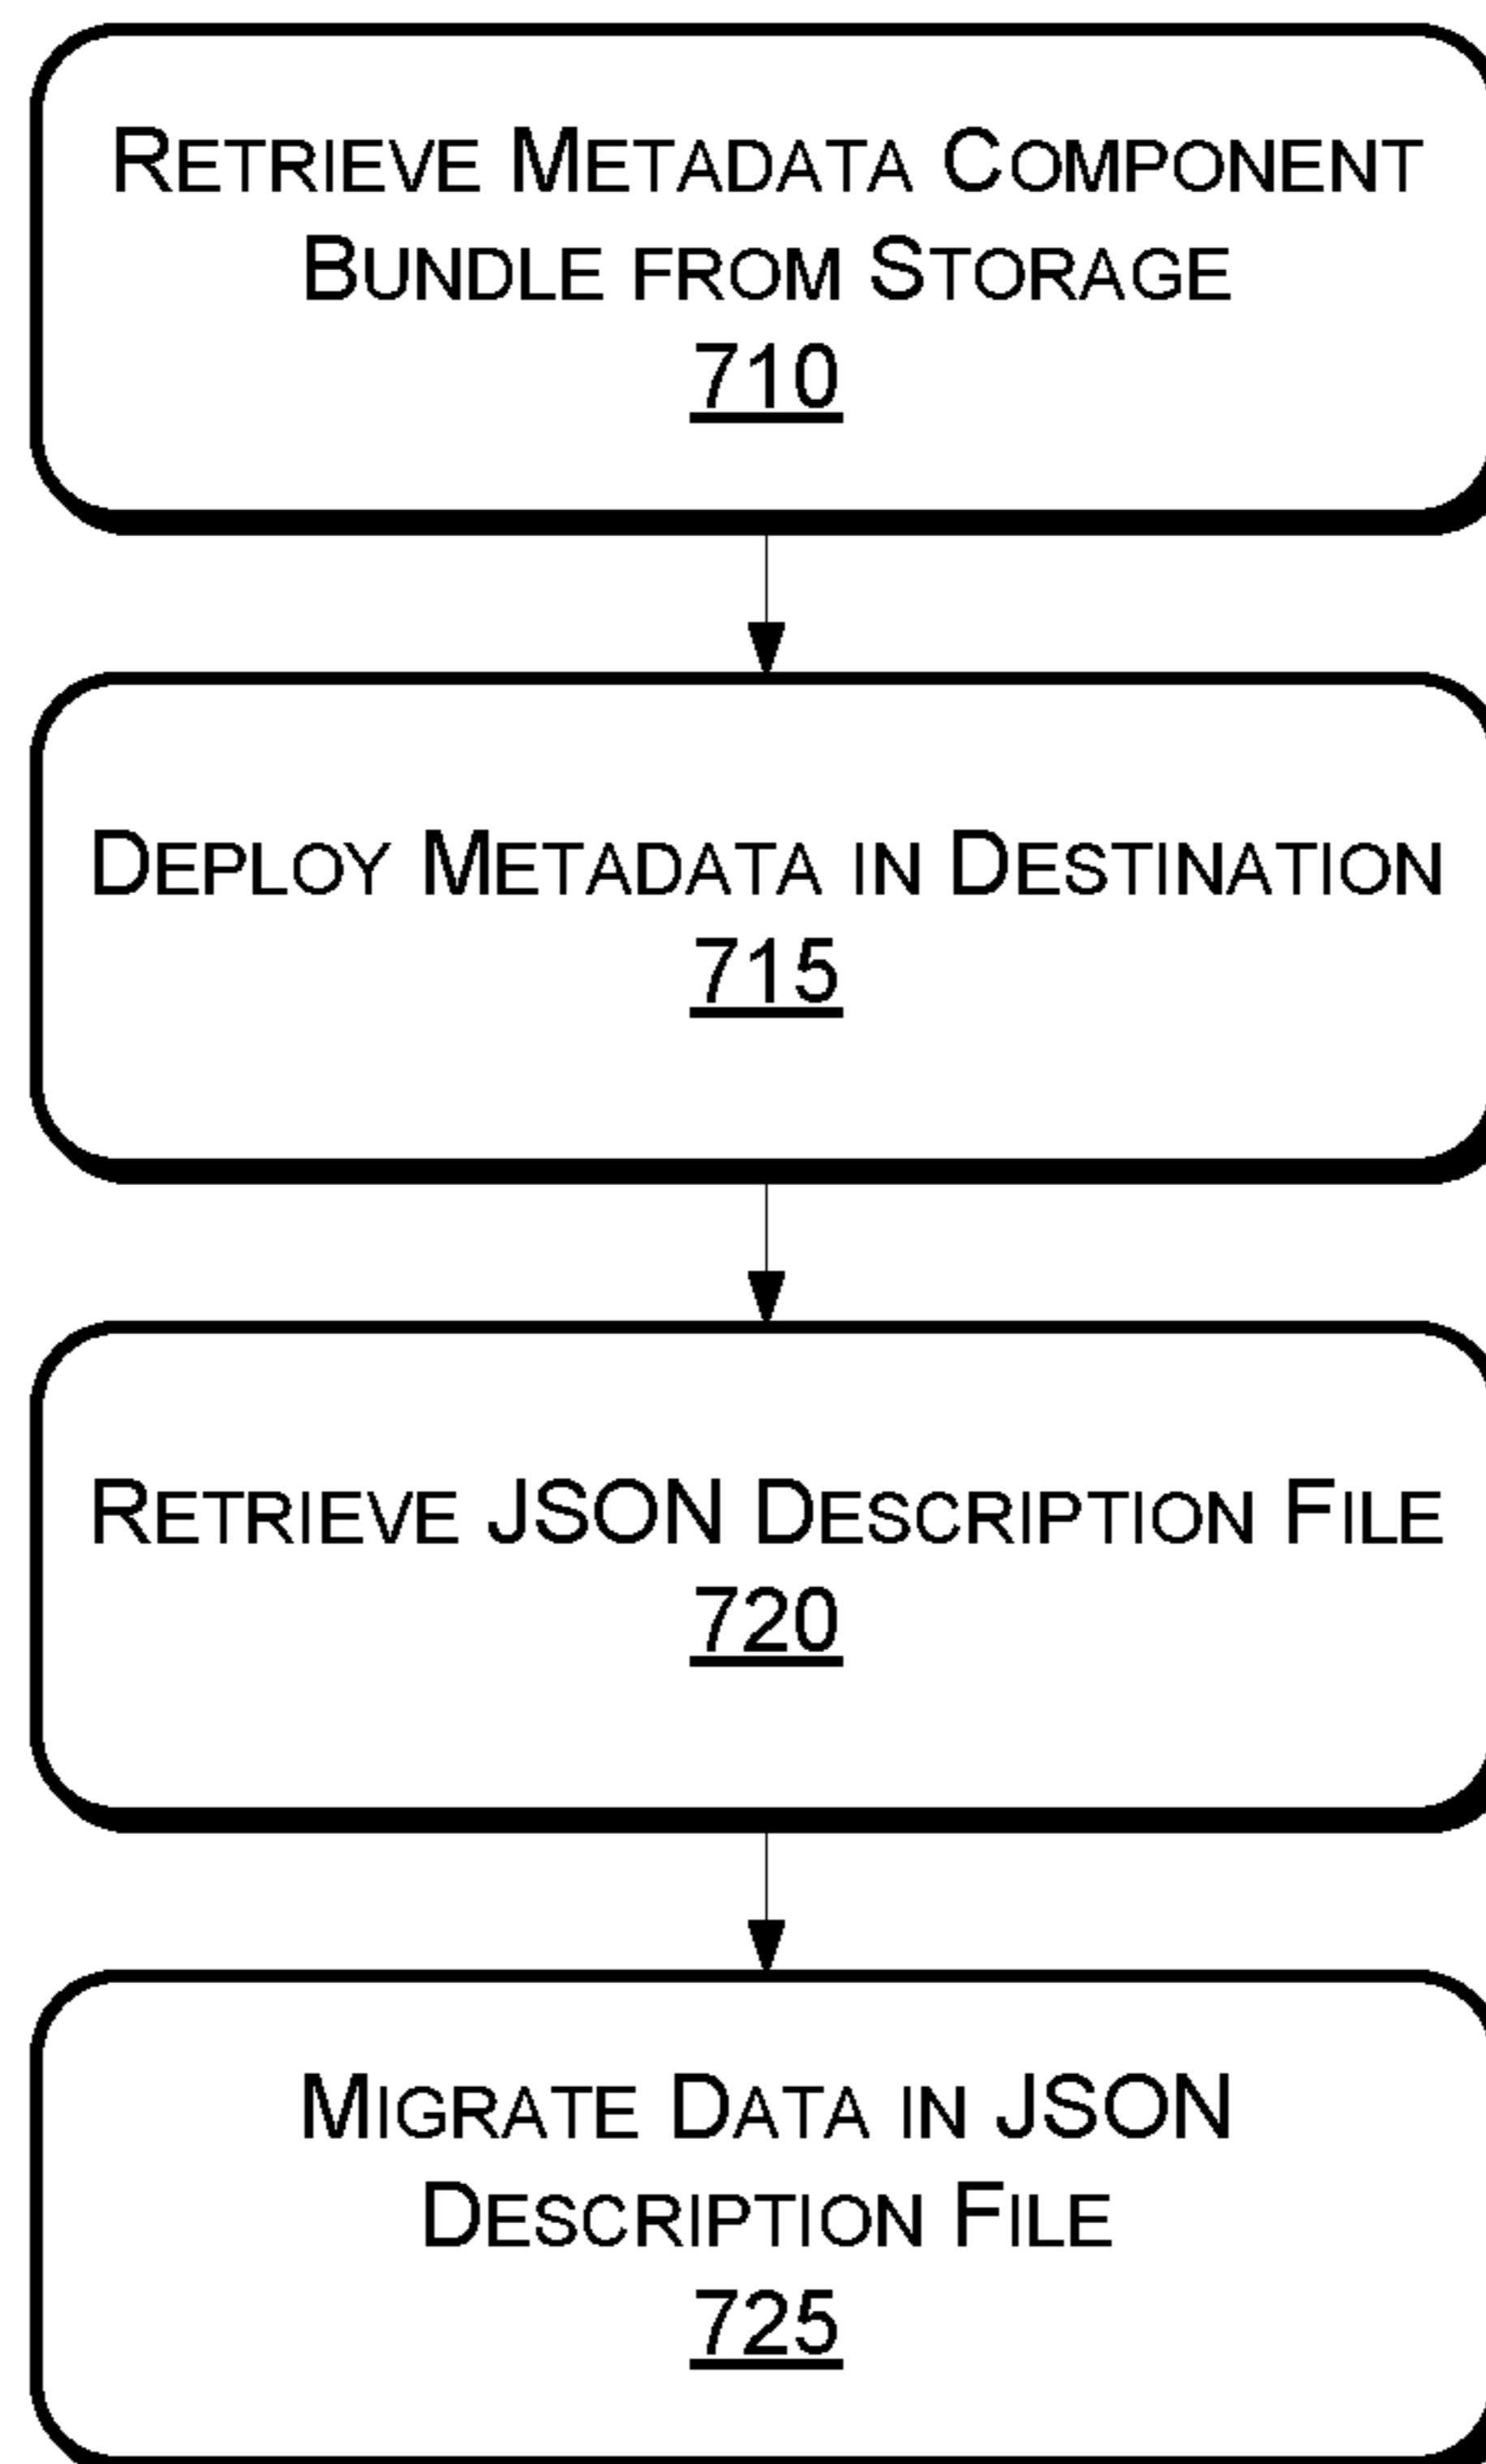 RETRIEVE METADATA COMPONENT
BUNDLE FROM STORAGE
710
DEPLOY METADATA IN DESTINATION
715
RETRIEVE JSON DESCRIPTION FILE
720
MIGRATE DATA IN JSON
DESCRIPTION FILE
725